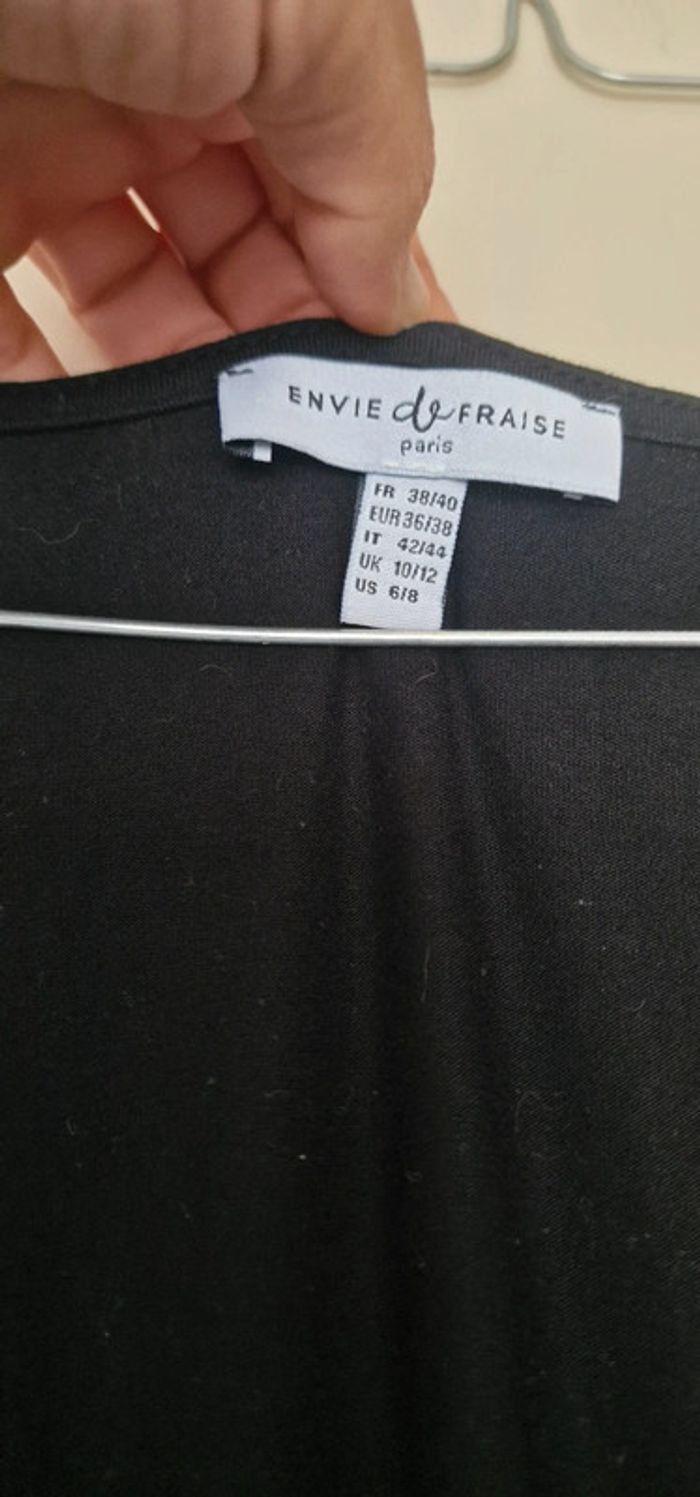 ENVIE de FRAISE
paris
FR 38/40
EUR 36/38
IT 42/44
UK 10/12
US 6/8